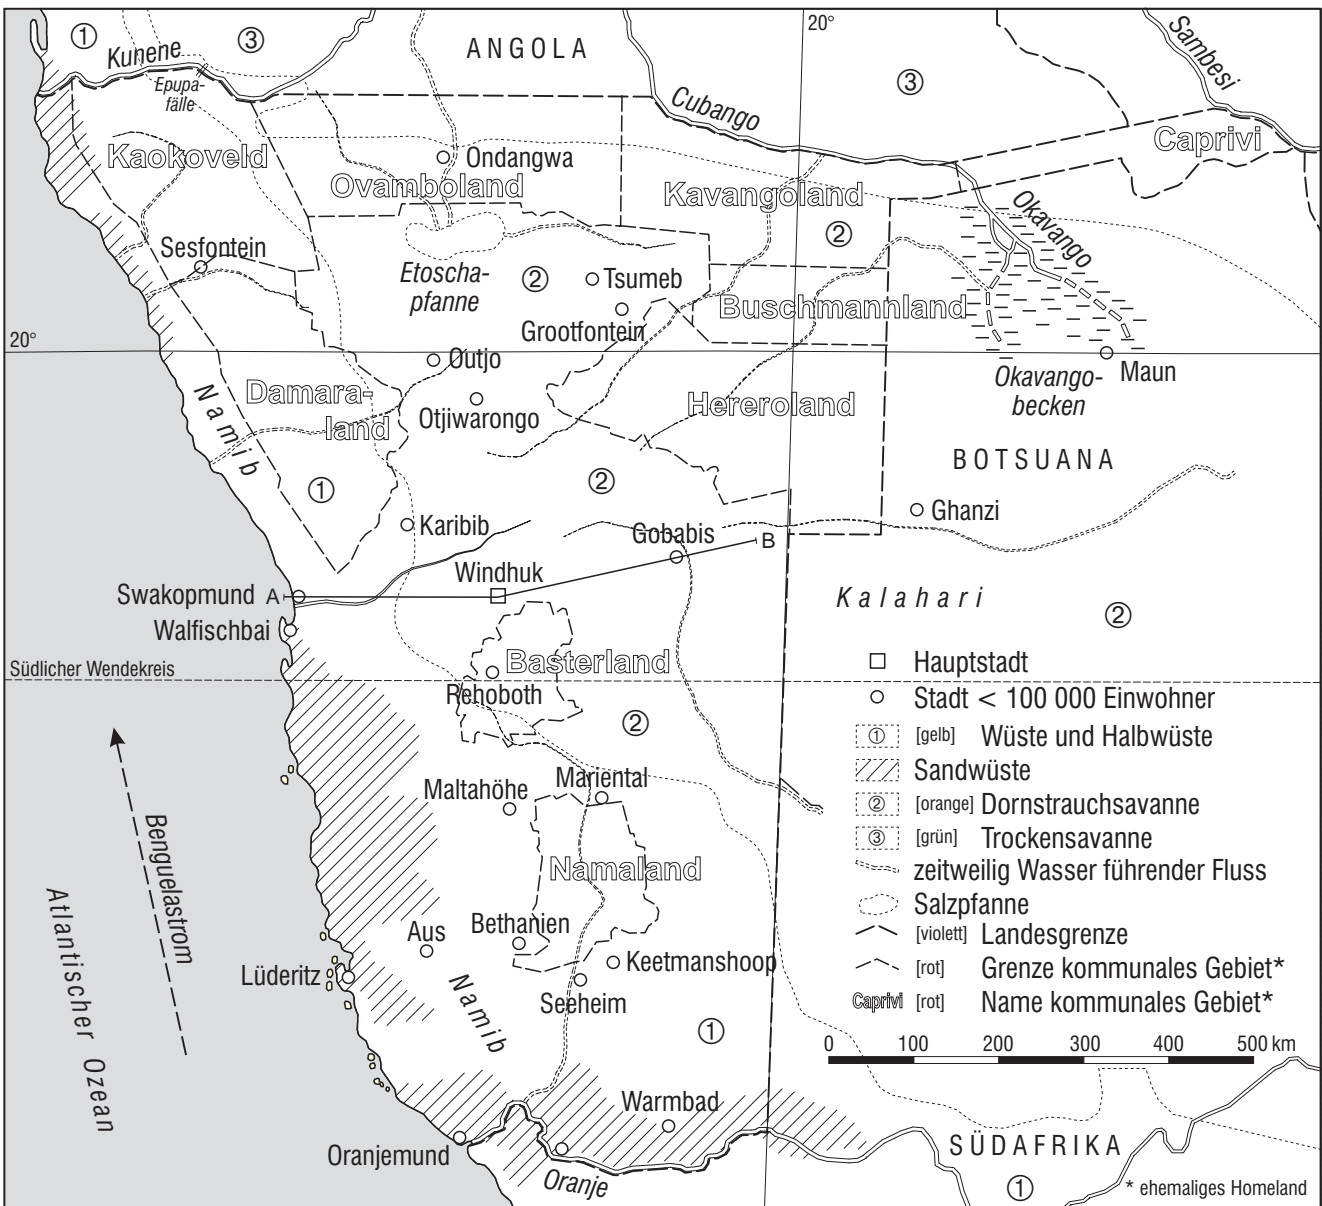 ①
Kunene
③
ANGOLA
20°
Sambesi
Epupa-
fälle
Cubango
③
Caprivi
Kaokoveld
Ondangwa
Ovamboland
Kavangoland
Okavango
②
Sesfontein
Etoscha-
pfanne
②
Tsumeb
Buschmannland
Grootfontein
20°
Outjo
Maun
Okavango-
becken
Namib
Damara-
land
Otjiwarongo
Hereroland
BOTSUANA
①
②
Karibib
Ghanzi
Gobabis
B
Windhuk
Swakopmund
A
Kalahari
②
Walfischbai
Südlicher Wendekreis
Basterland
Rehoboth
②
Hauptstadt
Stadt < 100 000 Einwohner
① [gelb] Wüste und Halbwüste
Sandwüste
② [orange] Dornstrauchsavanne
③ [grün] Trockensavanne
zeitweilig Wasser führender Fluss
Salzpfanne
[violett] Landesgrenze
[rot] Grenze kommunales Gebiet*
Caprivi [rot] Name kommunales Gebiet*
0 100 200 300 400 500 km
Maltahöhe
Mariental
Benguelastrom
Atlantischer Ozean
Namaland
Aus
Bethanien
Keetmanshoop
Lüderitz
Namib
Seeheim
①
Warmbad
Oranjemund
Oranje
SÜDAFRIKA
①
* ehemaliges Homeland